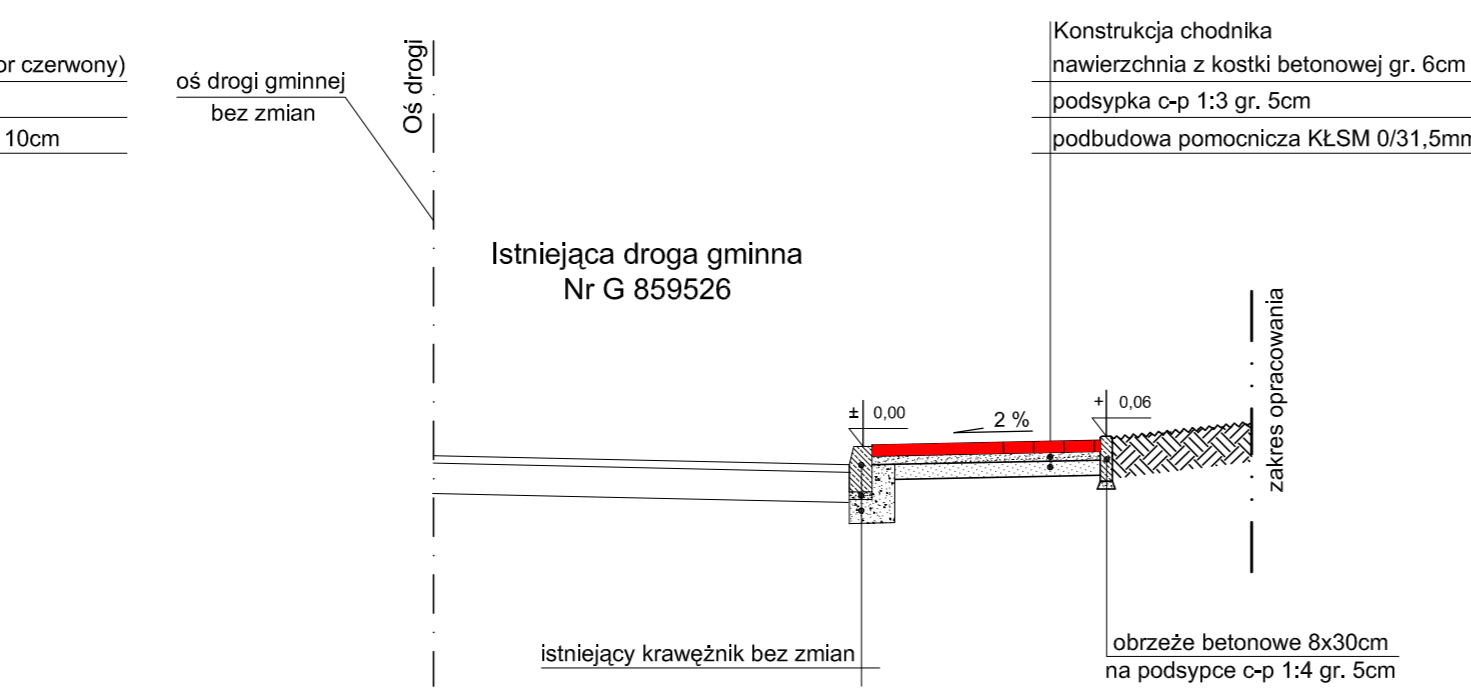 or czerwony)
10cm
oś drogi gminnej
bez zmian
Oś drogi
Konstrukcja chodnika
nawierzchnia z kostki betonowej gr. 6cm
podsypka c-p 1:3 gr. 5cm
podbudowa pomocnicza KŁSM 0/31,5mm
Istniejąca droga gminna
Nr G 859526
± 0,00
2 %
+ 0,06
zakres opracowania
istniejący krawężnik bez zmian
obrzeże betonowe 8x30cm
na podsypce c-p 1:4 gr. 5cm